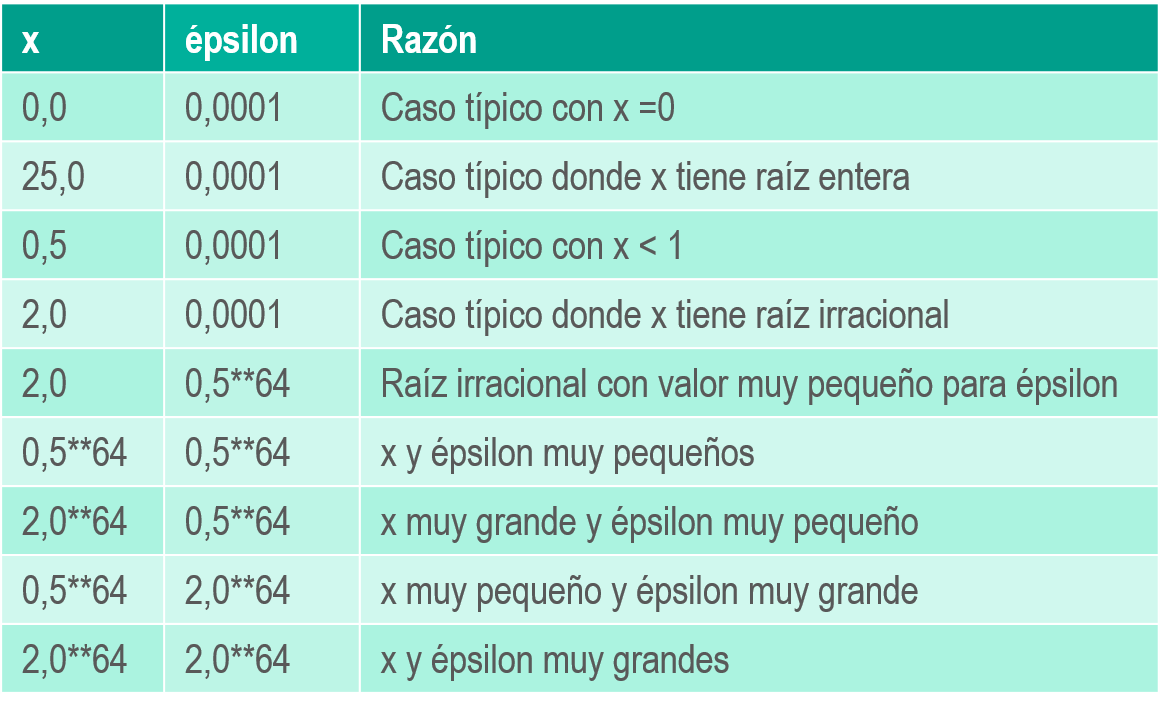 x épsilon Razón
0,0 0,0001 Caso típico con x =0
25,0 0,0001 Caso típico donde x tiene raíz entera
0,5 0,0001 Caso típico con x < 1
2,0 0,0001 Caso típico donde x tiene raíz irracional
2,0 0,5**64 Raíz irracional con valor muy pequeño para épsilon
0,5**64 0,5**64 x y épsilon muy pequeños
2,0**64 0,5**64 x muy grande y épsilon muy pequeño
0,5**64 2,0**64 x muy pequeño y épsilon muy grande
2,0**64 2,0**64 x y épsilon muy grandes